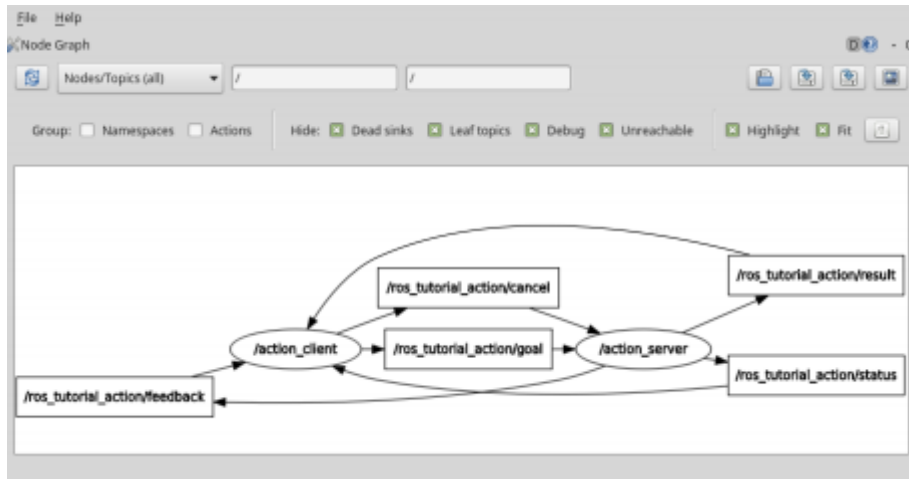 File Help
Node Graph
D - 0
Nodes/Topics (all) / /
Group: Namespaces Actions Hide: Dead sinks Leaf topics Debug Unreachable Highlight Fit
/ros_tutorial_action/result
/ros_tutorial_action/cancel
/action_client
/ros_tutorial_action/goal
/action_server
/ros_tutorial_action/status
/ros_tutorial_action/feedback